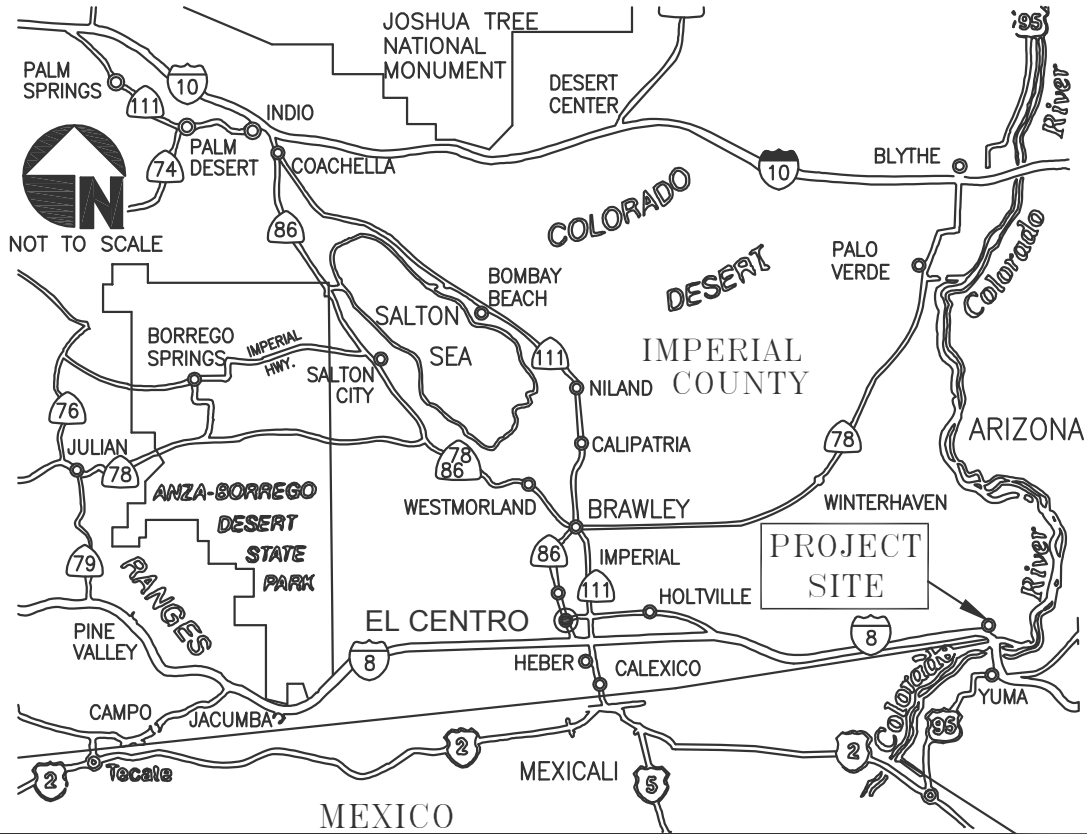 JOSHUA TREE
NATIONAL
MONUMENT
95
PALM
SPRINGS
10
DESERT
CENTER
River
111
INDIO
PALM
DESERT
COACHELLA
74
10
BLYTHE
N
NOT TO SCALE
86
COLORADO
DESERT
Colorado
PALO
VERDE
BOMBAY
BEACH
SALTON
SEA
BORREGO
SPRINGS
IMPERIAL
HWY.
SALTON
CITY
111
IMPERIAL
COUNTY
NILAND
76
ARIZONA
JULIAN
78
CALIPATRIA
78
78
86
ANZA-BORREGO
DESERT
STATE
PARK
WESTMORLAND
BRAWLEY
WINTERHAVEN
79
RANGES
86
IMPERIAL
111
PROJECT
SITE
River
HOLTVILLE
EL CENTRO
PINE
VALLEY
8
8
HEBER
CALEXICO
Colorado
YUMA
CAMPO
JACUMBA
95
2
2
Tecate
2
MEXICALI
5
MEXICO